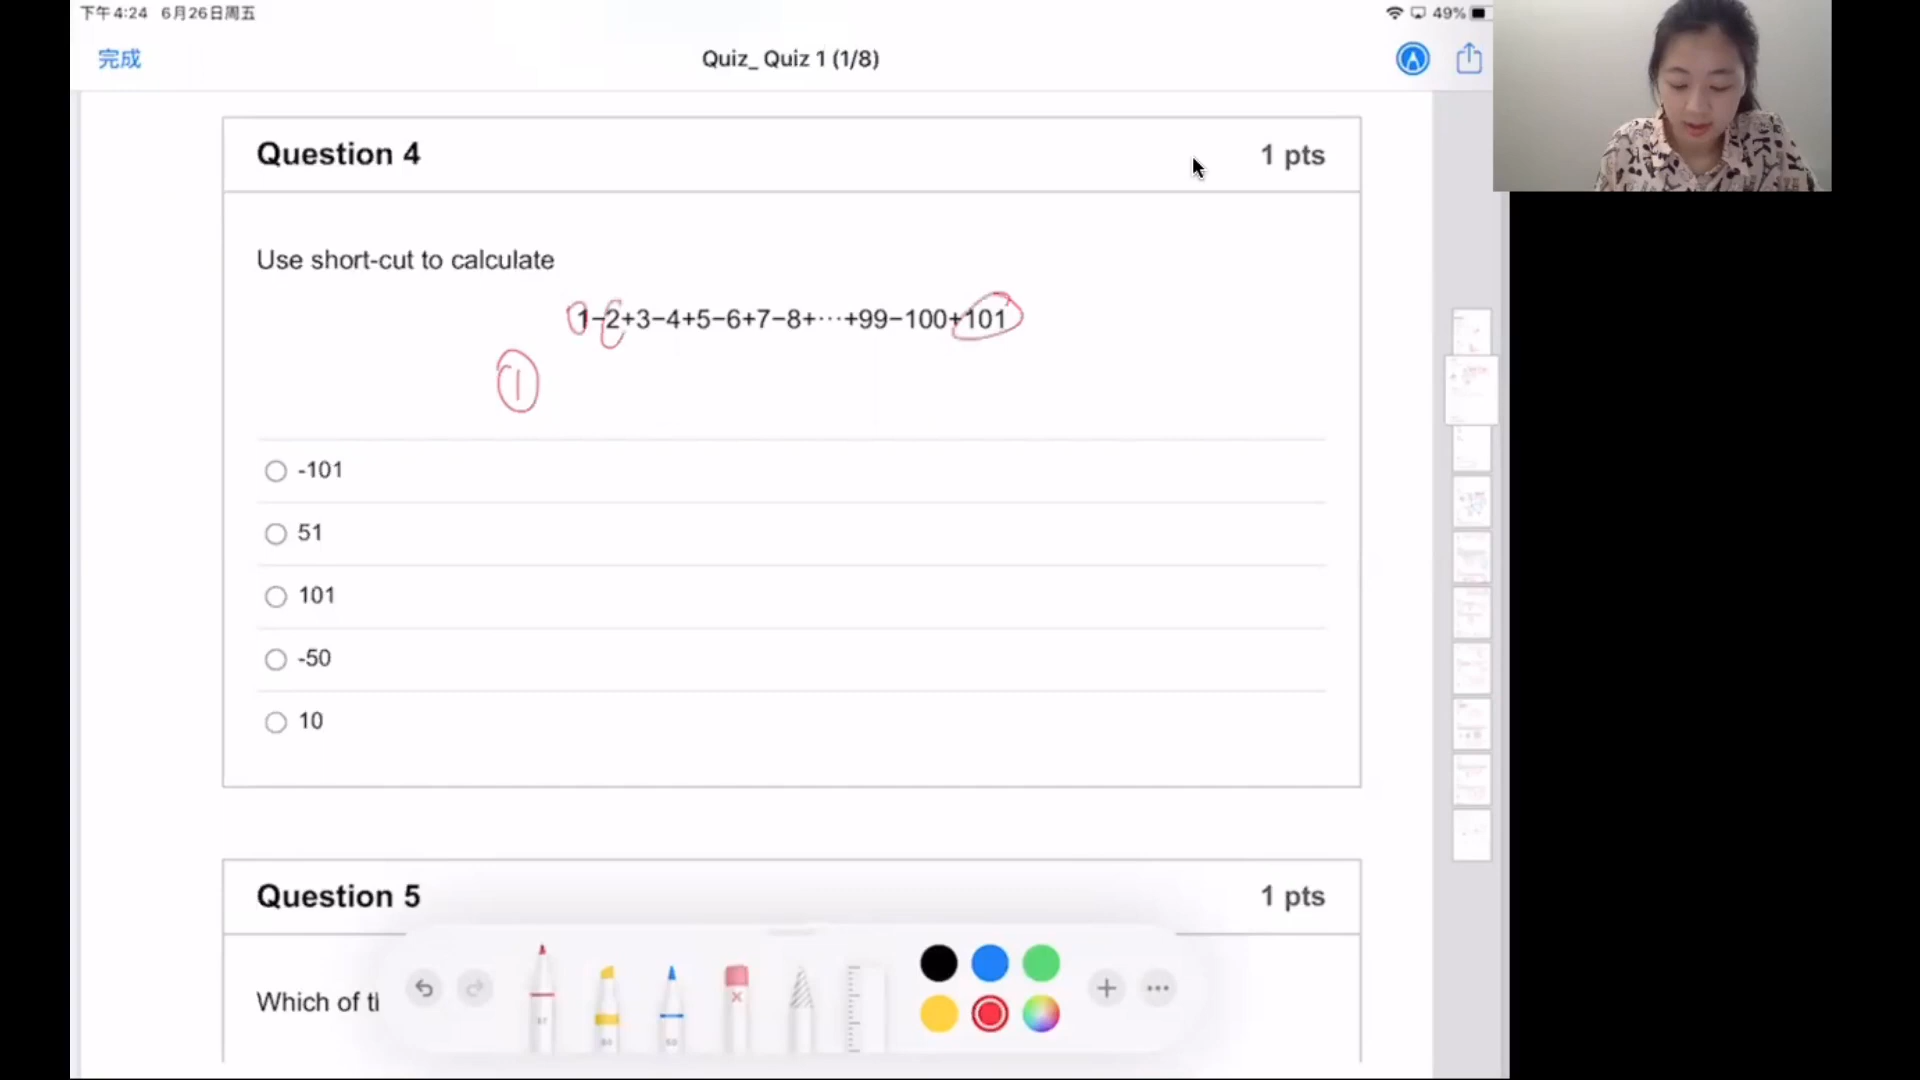 下午4:24 6月26日周五
49%
完成
Quiz_ Quiz 1 (1/8)
Question 4
1 pts
Use short-cut to calculate
1−2+3−4+5−6+7−8+⋯+99−100+101
1
-101
51
101
-50
10
Question 5
1 pts
Which of